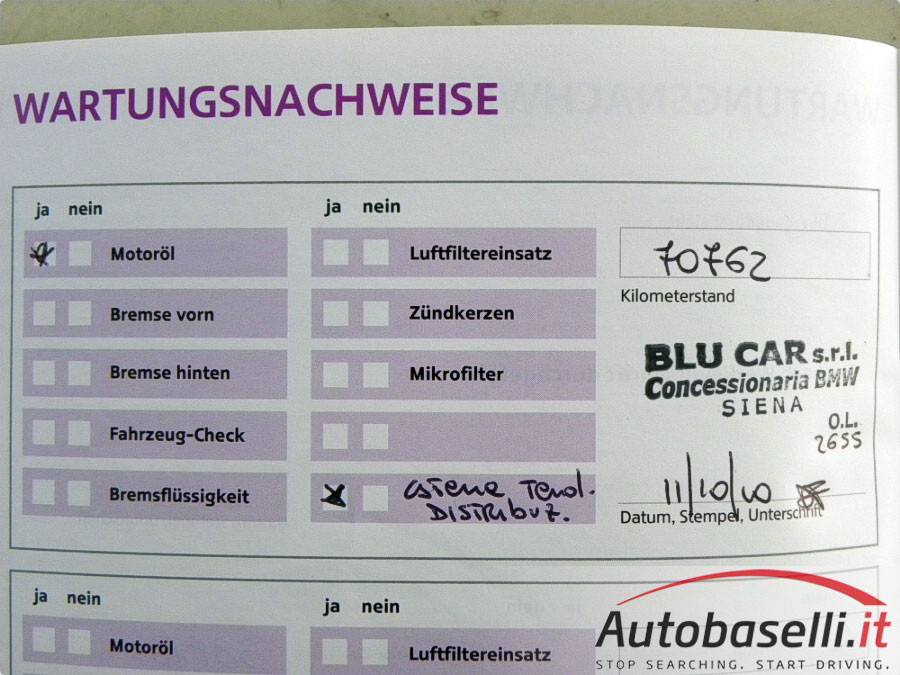 WARTUNGSNACHWEISE
ja nein
Motoröl
Bremse vorn
Bremse hinten
Fahrzeug-Check
Bremsflüssigkeit
ja nein
Luftfiltereinsatz
Zündkerzen
Mikrofilter
catena Tend.
DISTRIBUZ.
70762
Kilometerstand
BLU CAR s.r.l.
Concessionaria BMW
SIENA
O.L.
2655
11/10/10
Datum, Stempel, Unterschrift
ja nein
Motoröl
ja nein
Luftfiltereinsatz
Autobaselli.it
STOP SEARCHING. START DRIVING.